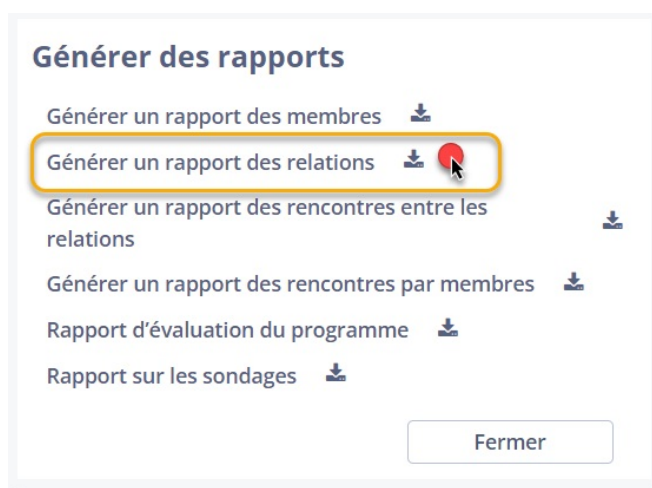 Générer des rapports
Générer un rapport des membres
Générer un rapport des relations
Générer un rapport des rencontres entre les
relations
Générer un rapport des rencontres par membres
Rapport d’évaluation du programme
Rapport sur les sondages
Fermer